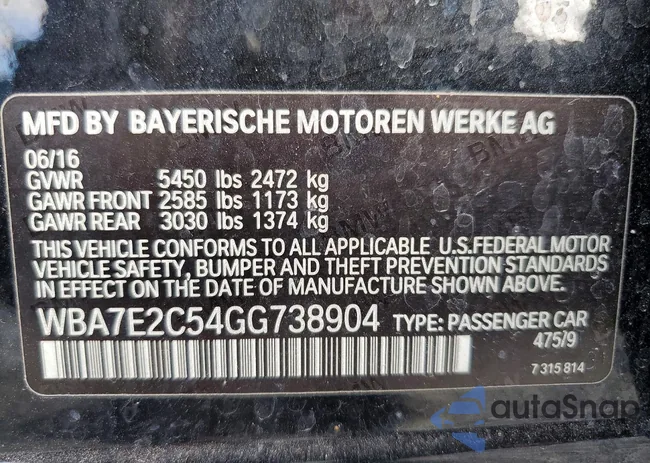 MFD BY BAYERISCHE MOTOREN WERKE AG
06/16
GVWR 5450 lbs 2472 kg
GAWR FRONT 2585 lbs 1173 kg
GAWR REAR 3030 lbs 1374 kg
THIS VEHICLE CONFORMS TO ALL APPLICABLE U.S.FEDERAL MOTOR
VEHICLE SAFETY, BUMPER AND THEFT PREVENTION STANDARDS
IN EFFECT ON THE DATE OF MANUFACTURE SHOWN ABOVE.
WBA7E2C54GG738904 TYPE: PASSENGER CAR
475/9
7 315 814
autoSnap